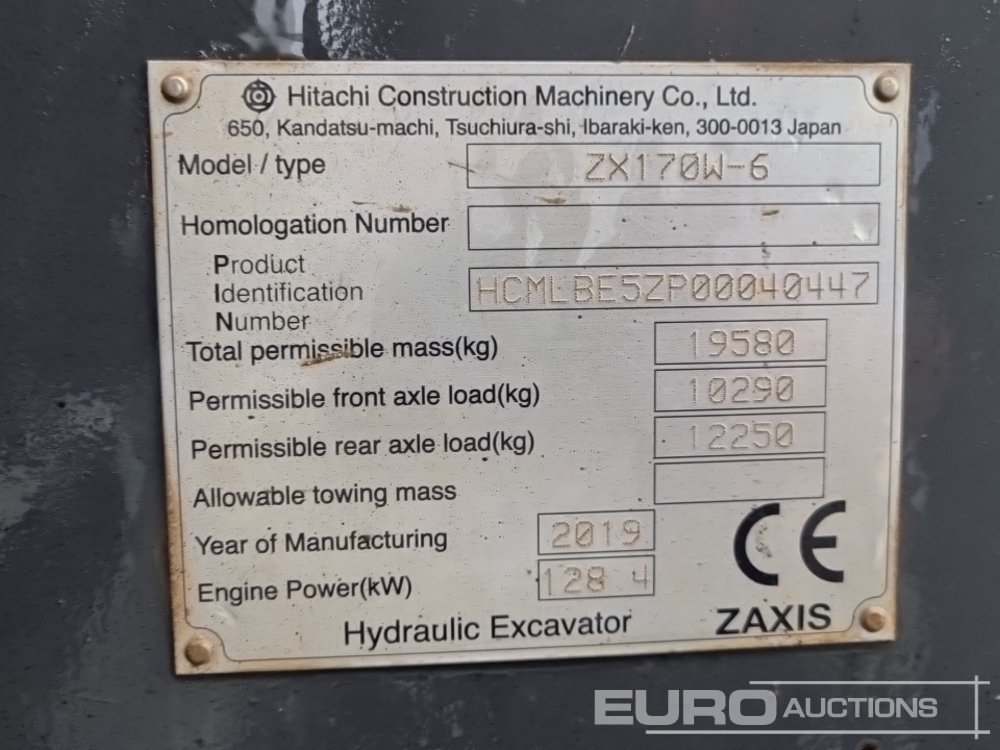 Hitachi Construction Machinery Co., Ltd.
650, Kandatsu-machi, Tsuchiura-shi, Ibaraki-ken, 300-0013 Japan
Model / type ZX170W-6
Homologation Number
Product
Identification HCMLBE5ZP00040447
Number
Total permissible mass(kg) 19580
Permissible front axle load(kg) 10290
Permissible rear axle load(kg) 12250
Allowable towing mass
Year of Manufacturing 2019
Engine Power(kW) 128 4
CE
Hydraulic Excavator ZAXIS
EURO AUCTIONS